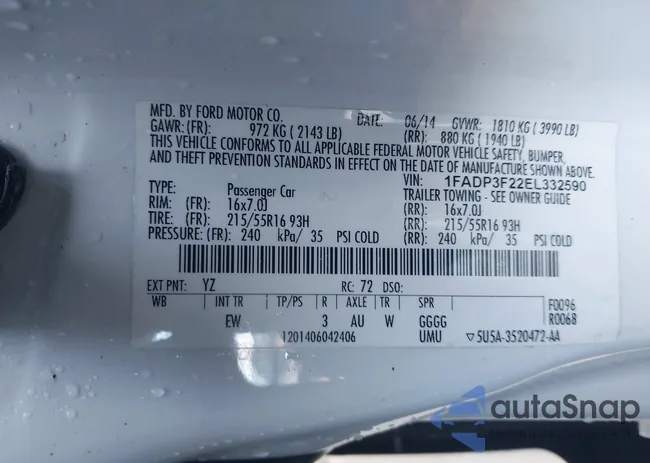 MFD. BY FORD MOTOR CO.
DATE: 06/14 GVWR: 1810 KG ( 3990 LB)
GAWR: (FR): 972 KG ( 2143 LB) (RR): 880 KG ( 1940 LB)
THIS VEHICLE CONFORMS TO ALL APPLICABLE FEDERAL MOTOR VEHICLE SAFETY, BUMPER,
AND THEFT PREVENTION STANDARDS IN EFFECT ON THE DATE OF MANUFACTURE SHOWN ABOVE.
VIN: 1FADP3F22EL332590
TYPE: Passenger Car TRAILER TOWING - SEE OWNER GUIDE
RIM: (FR): 16x7.0J (RR): 16x7.0J
TIRE: (FR): 215/55R16 93H (RR): 215/55R16 93H
PRESSURE: (FR): 240 kPa/ 35 PSI COLD (RR): 240 kPa/ 35 PSI COLD
EXT PNT: YZ RC: 72 DSO:
WB INT TR TP/PS R AXLE TR SPR F0096
EW 3 AU W GGGG R0068
1201406042406 UMU ▽5U5A-3520472-AA
autaSnap